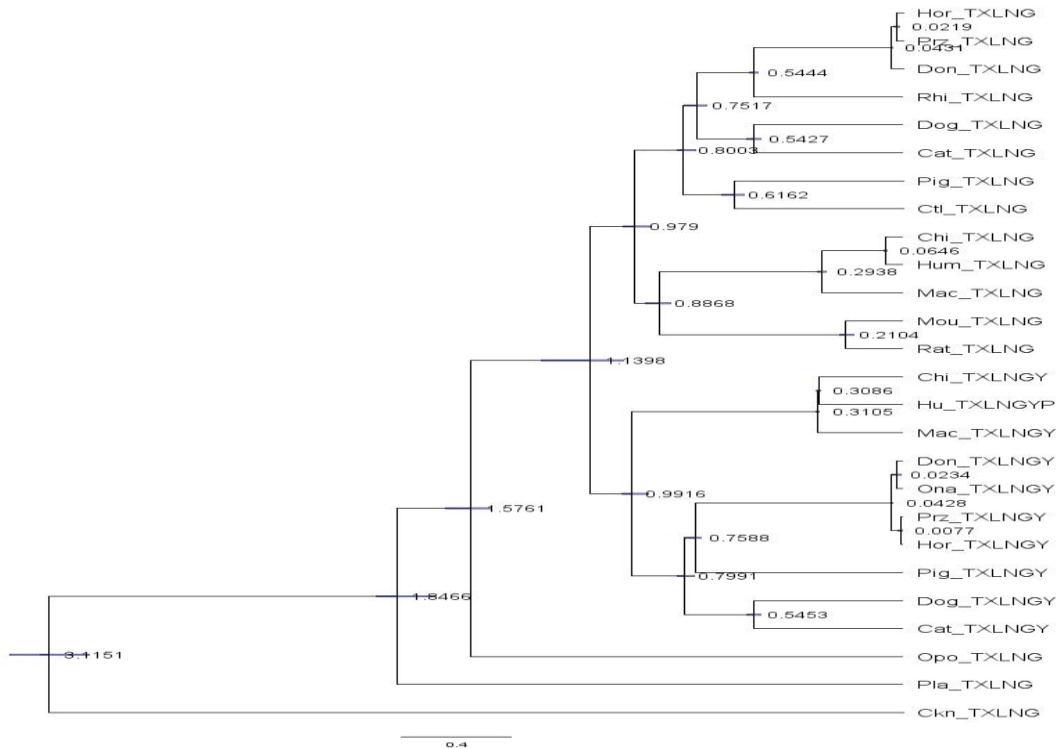 Hor_TXLNG
0.0219
Prz_TXLNG
0.0431
Don_TXLNG
0.5444
Rhi_TXLNG
0.7517
Dog_TXLNG
0.5427
0.8003
Cat_TXLNG
Pig_TXLNG
0.6162
Ctl_TXLNG
0.979
Chi_TXLNG
0.0646
Hum_TXLNG
0.2938
Mac_TXLNG
0.8868
Mou_TXLNG
0.2104
Rat_TXLNG
1.1398
Chi_TXLNGY
0.3086
Hu_TXLNGYP
0.3105
Mac_TXLNGY
Don_TXLNGY
0.0234
Ona_TXLNGY
0.9916
0.0428
1.5761
Prz_TXLNGY
0.0077
0.7588
Hor_TXLNGY
Pig_TXLNGY
0.7991
1.8466
Dog_TXLNGY
0.5453
Cat_TXLNGY
3.1151
Opo_TXLNG
Pla_TXLNG
Ckn_TXLNG
0.4